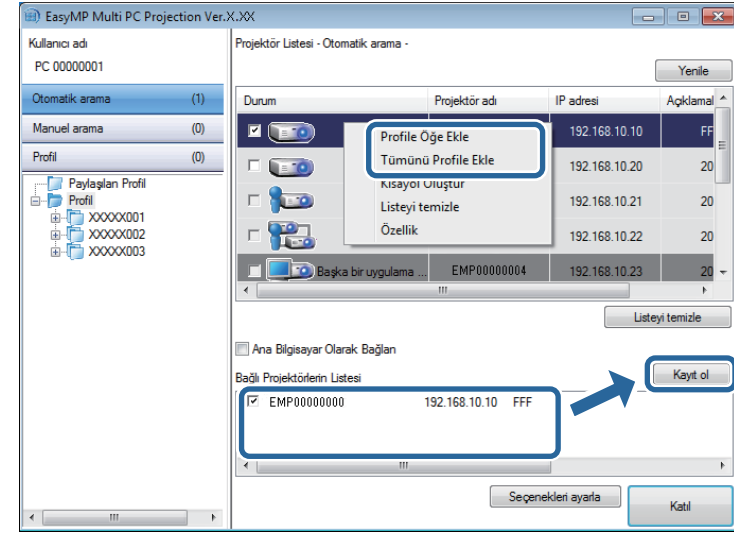 EasyMP Multi PC Projection Ver.X.XX
Kullanıcı adı
PC 00000001
Projektör Listesi - Otomatik arama -
Yenile
Otomatik arama (1)
Manuel arama (0)
Profil (0)
Paylaşılan Profil
Profil
XXXXX001
XXXXX002
XXXXX003
Durum Projektör adı IP adresi Açıklamal
192.168.10.10 FF
192.168.10.20 20
192.168.10.21 20
192.168.10.22 20
Başka bir uygulama ... EMP00000004 192.168.10.23 20
Profile Öğe Ekle
Tümünü Profile Ekle
Kısayol Oluştur
Listeyi temizle
Özellik
Listeyi temizle
Ana Bilgisayar Olarak Bağlan
Bağlı Projektörlerin Listesi
Kayıt ol
EMP00000000 192.168.10.10 FFF
Seçenekleri ayarla
Katıl